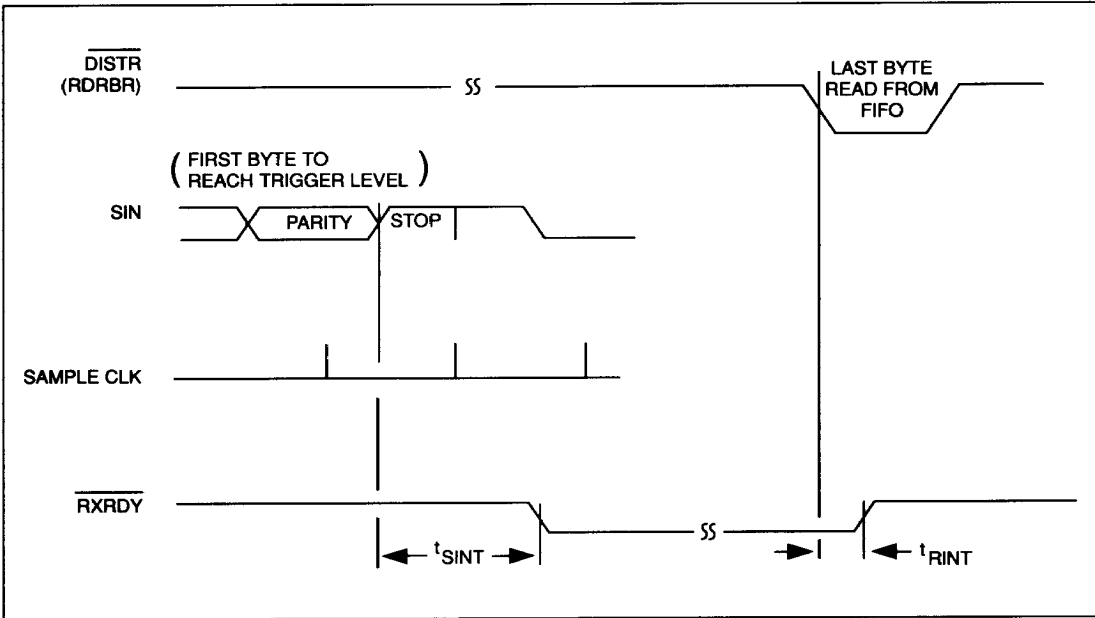 DISTR
(RDRBR)
LAST BYTE
READ FROM
FIFO
( FIRST BYTE TO
REACH TRIGGER LEVEL )
SIN
PARITY
STOP
SAMPLE CLK
RXRDY
tSINT
tRINT